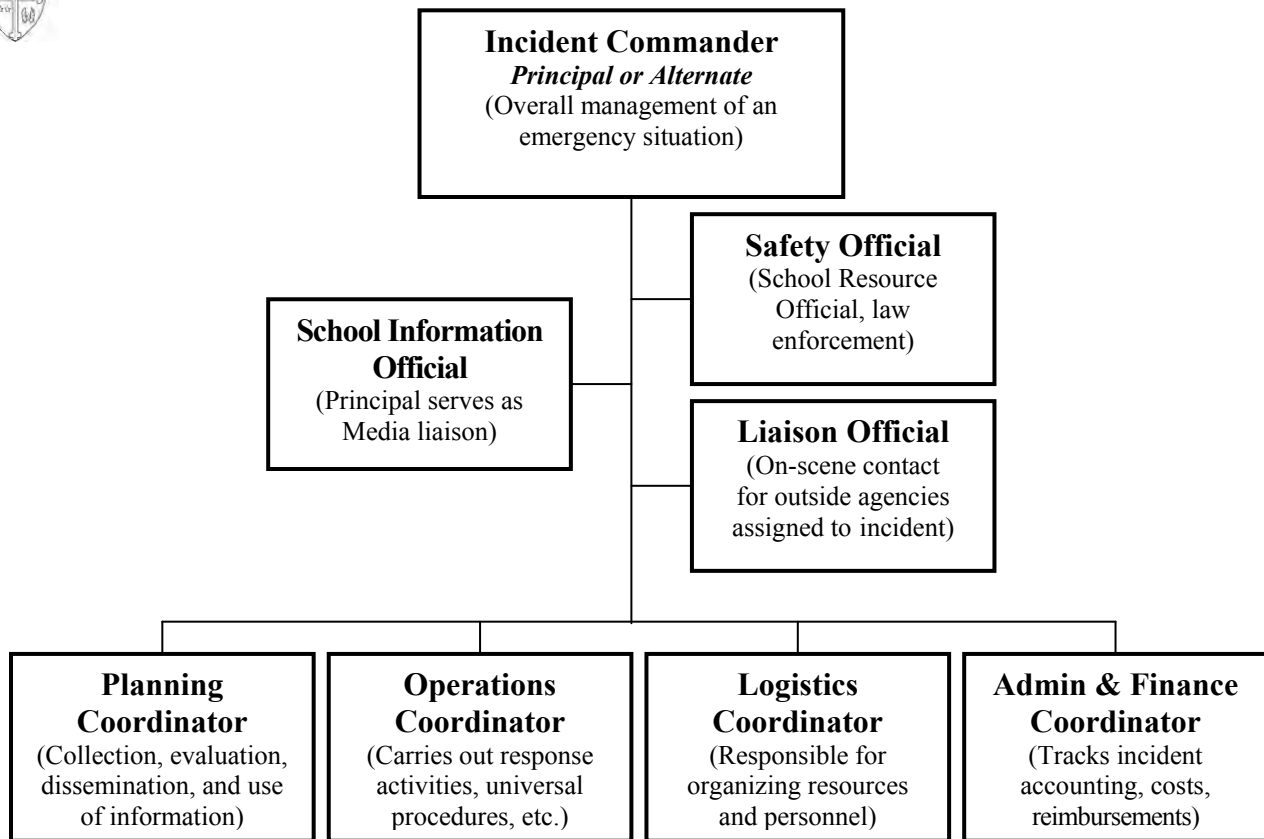 Incident Commander
Principal or Alternate
(Overall management of an
emergency situation)
Safety Official
(School Resource
Official, law
enforcement)
School Information
Official
(Principal serves as
Media liaison)
Liaison Official
(On-scene contact
for outside agencies
assigned to incident)
Planning
Coordinator
(Collection, evaluation,
dissemination, and use
of information)
Operations
Coordinator
(Carries out response
activities, universal
procedures, etc.)
Logistics
Coordinator
(Responsible for
organizing resources
and personnel)
Admin & Finance
Coordinator
(Tracks incident
accounting, costs,
reimbursements)